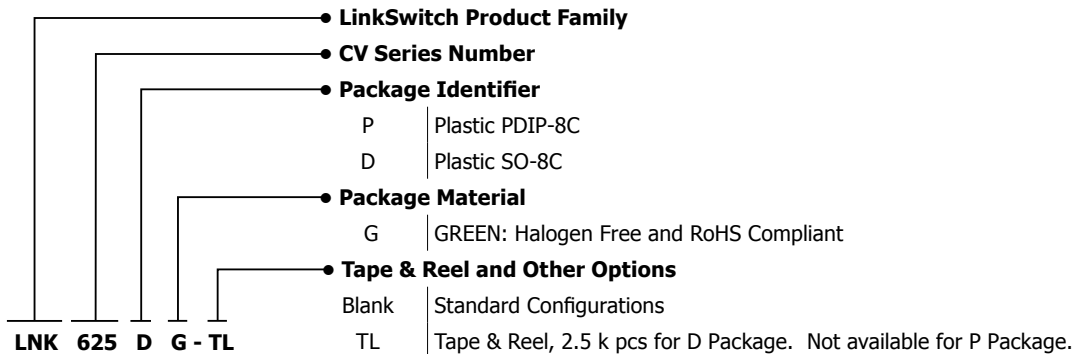 LinkSwitch Product Family
CV Series Number
Package Identifier
P Plastic PDIP-8C
D Plastic SO-8C
Package Material
G GREEN: Halogen Free and RoHS Compliant
Tape & Reel and Other Options
Blank Standard Configurations
TL Tape & Reel, 2.5 k pcs for D Package. Not available for P Package.
LNK 625 D G - TL